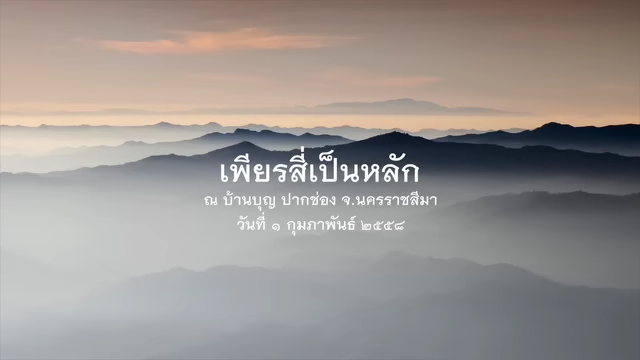 เพียรสี่เป็นหลัก
ณ บ้านบุญ ปากช่อง จ.นครราชสีมา
วันที่ ๑ กุมภาพันธ์ ๒๕๕๘